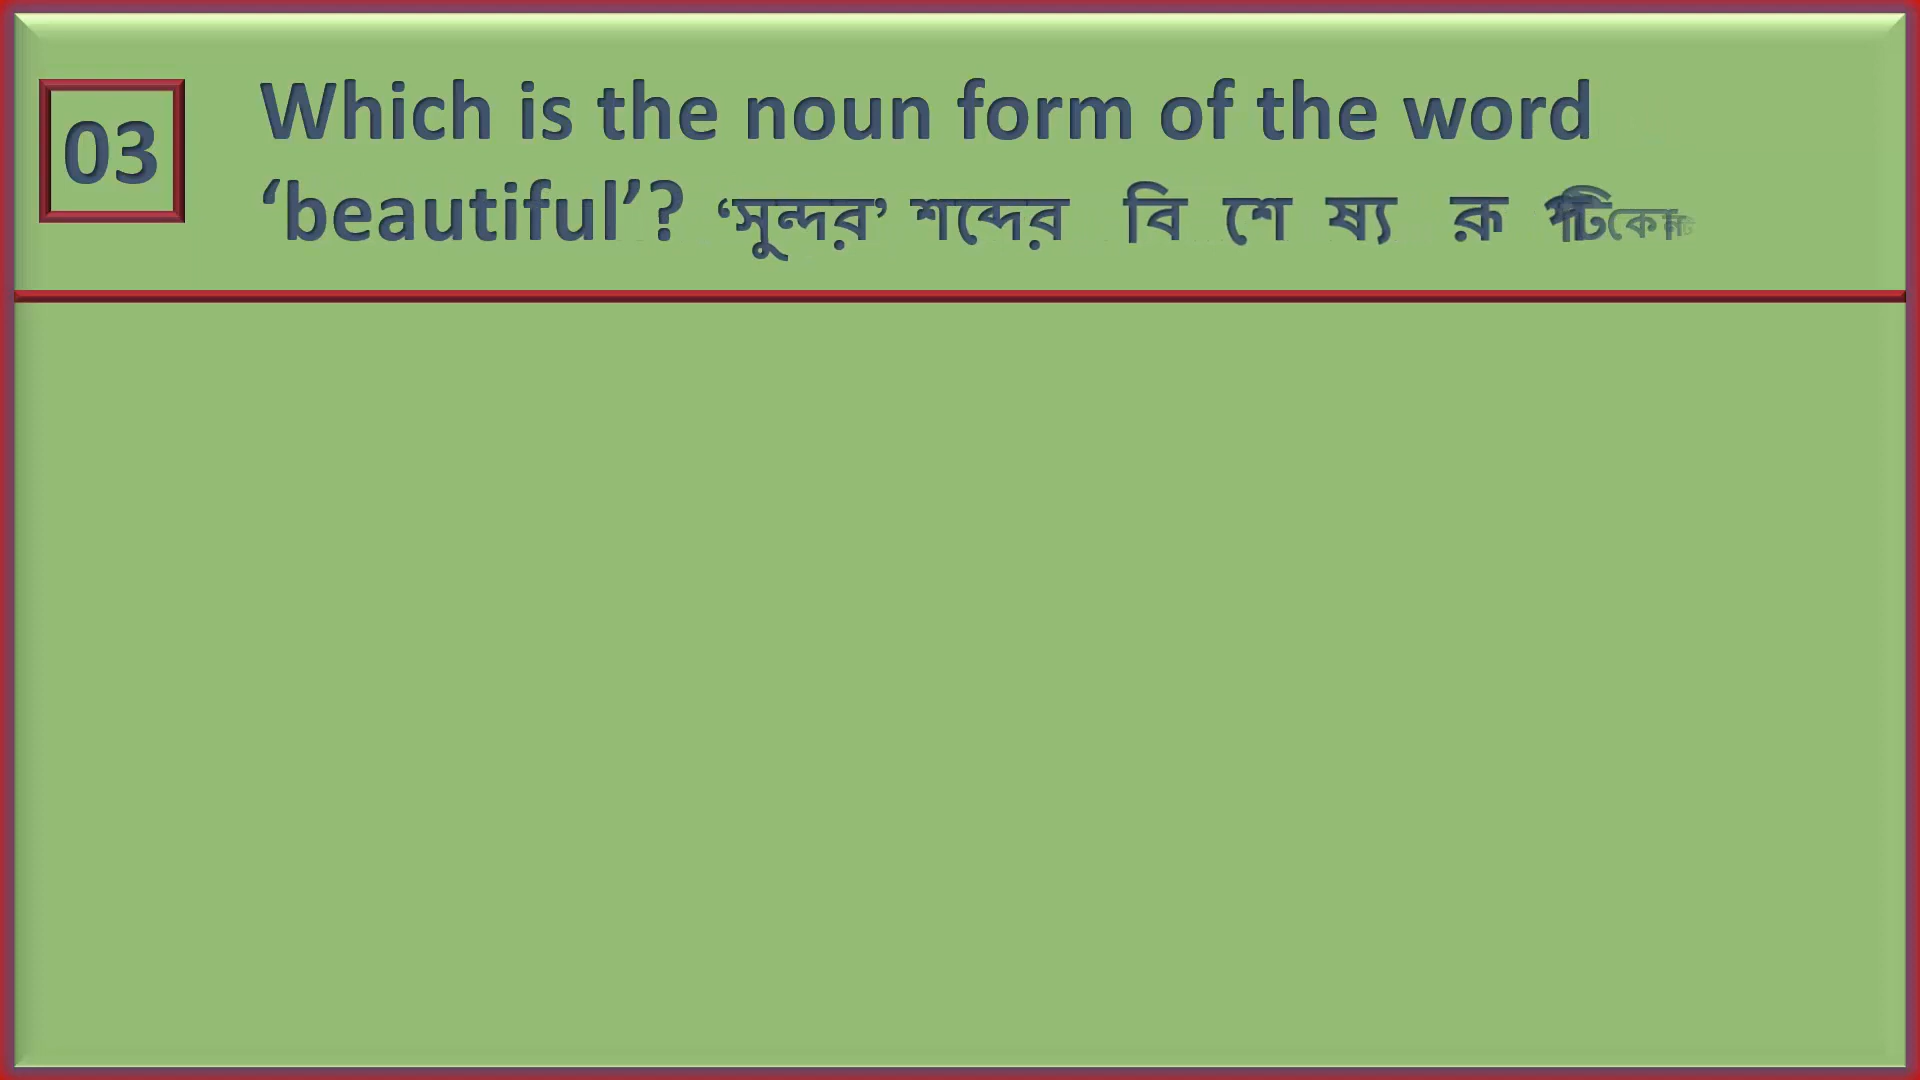 03
Which is the noun form of the word
‘beautiful’? ‘সুন্দর’ শব্দের বিশেষ্য